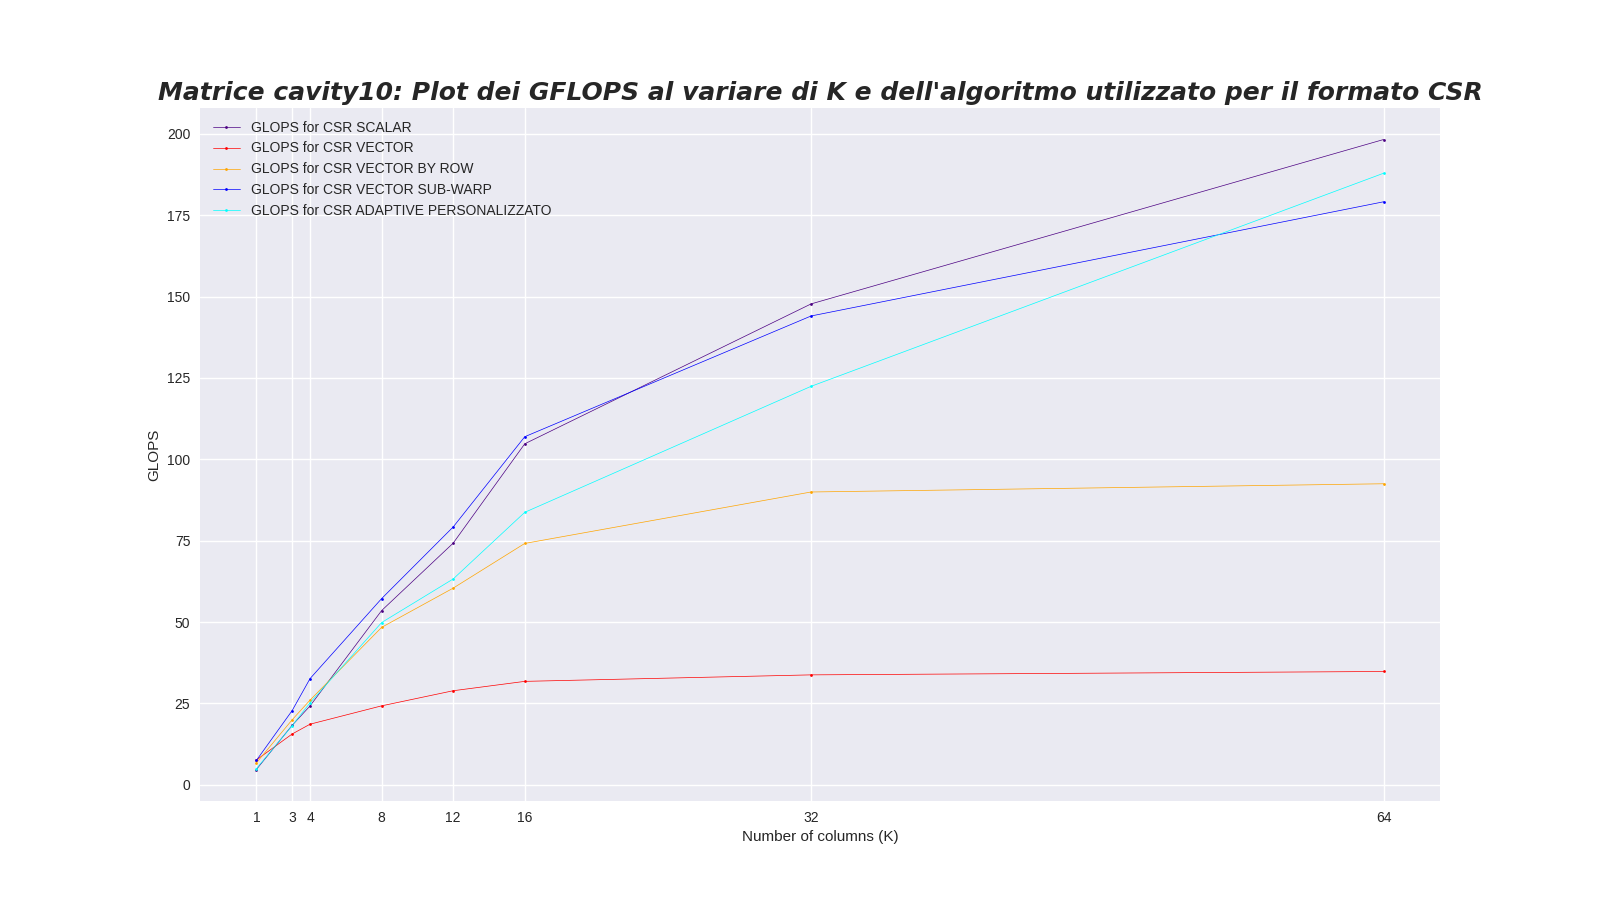 Matrice cavity10: Plot dei GFLOPS al variare di K e dell'algoritmo utilizzato per il formato CSR
GLOPS for CSR SCALAR
GLOPS for CSR VECTOR
GLOPS for CSR VECTOR BY ROW
GLOPS for CSR VECTOR SUB-WARP
GLOPS for CSR ADAPTIVE PERSONALIZZATO
200
175
150
125
100
75
50
25
0
GLOPS
1 3 4 8 12 16 32 64
Number of columns (K)